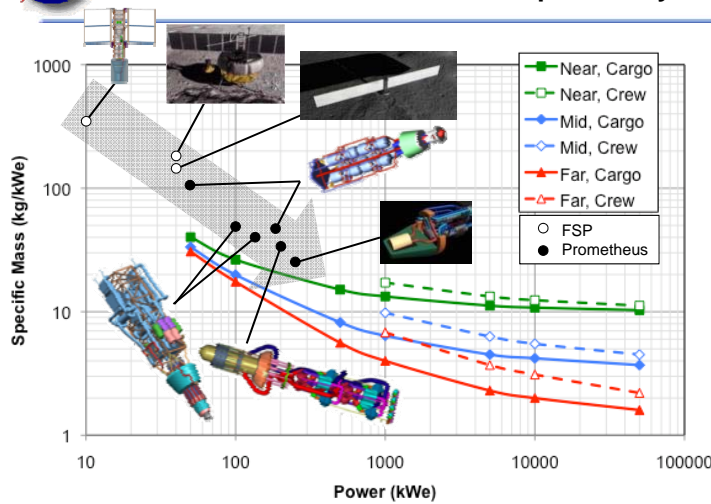 1000
100
10
1
Specific Mass (kg/kWe)
Near, Cargo
Near, Crew
Mid, Cargo
Mid, Crew
Far, Cargo
Far, Crew
FSP
Prometheus
10 100 1000 10000 100000
Power (kWe)